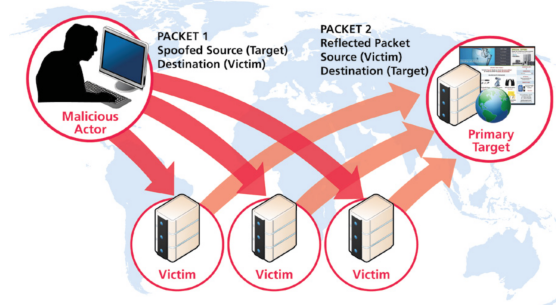 PACKET 1
Spoofed Source (Target)
Destination (Victim)
PACKET 2
Reflected Packet
Source (Victim)
Destination (Target)
Malicious
Actor
Primary
Target
Victim
Victim
Victim